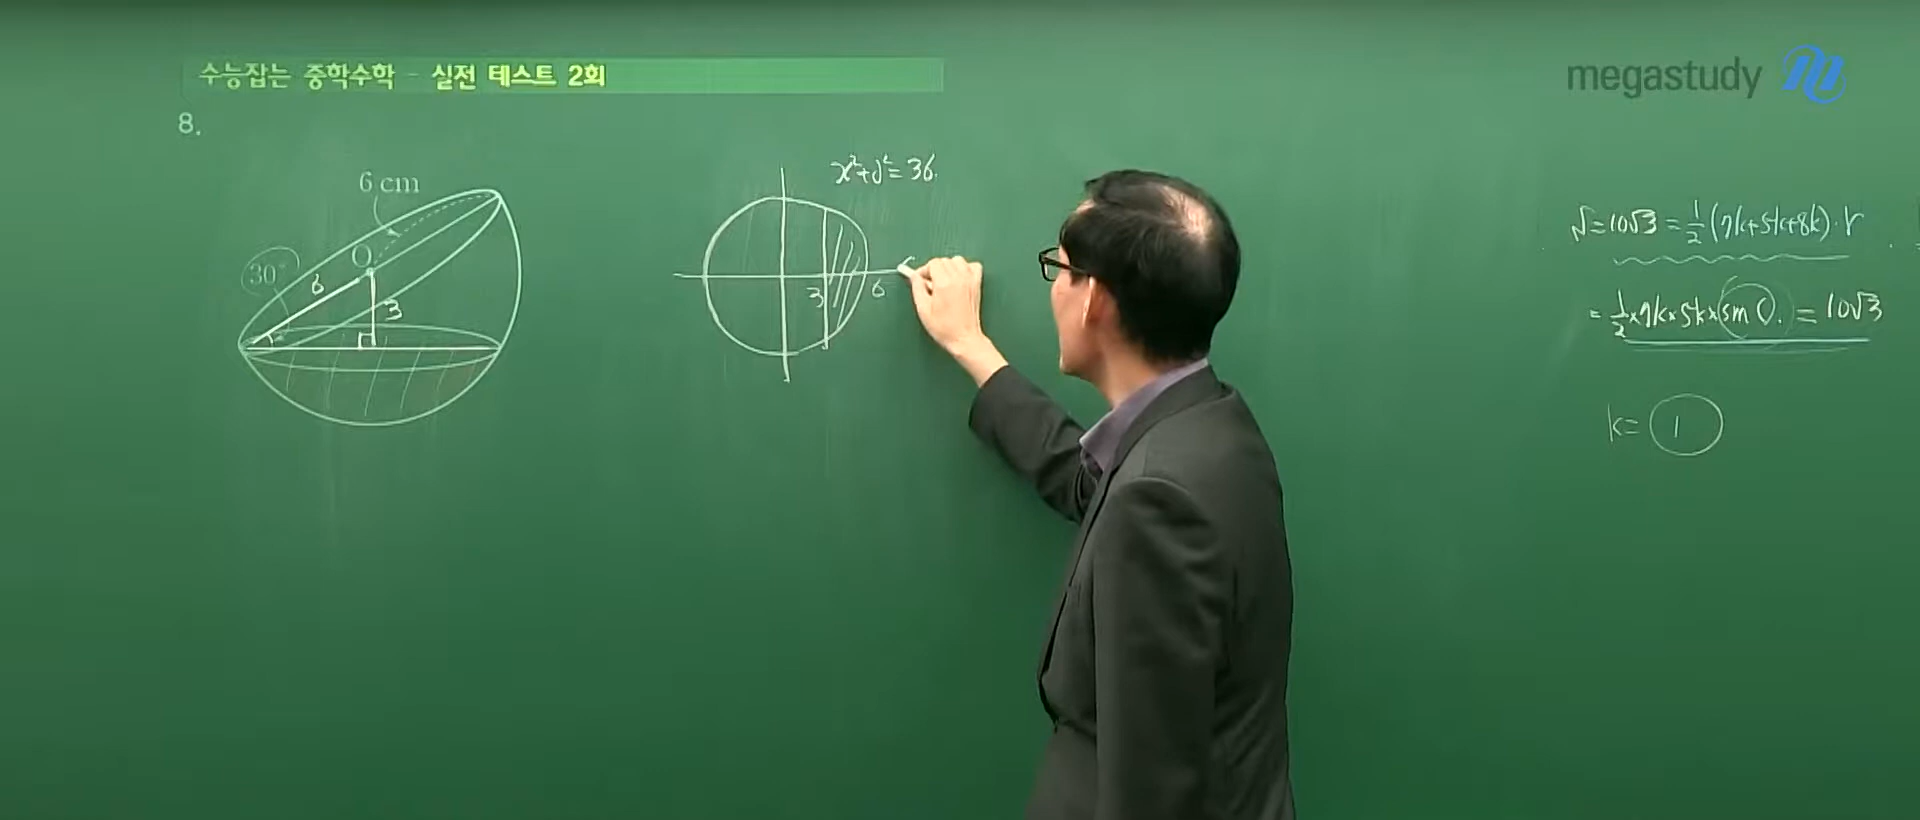 수능잡는 중학수학 - 실전 테스트 2회
megastudy
8.
6 cm
O
30°
6
3
x²+y²=36.
3
6
S=10√3=1/2(7k+5k+8k)·r
=1/2×7k×5k×sin C. = 10√3
k= 1